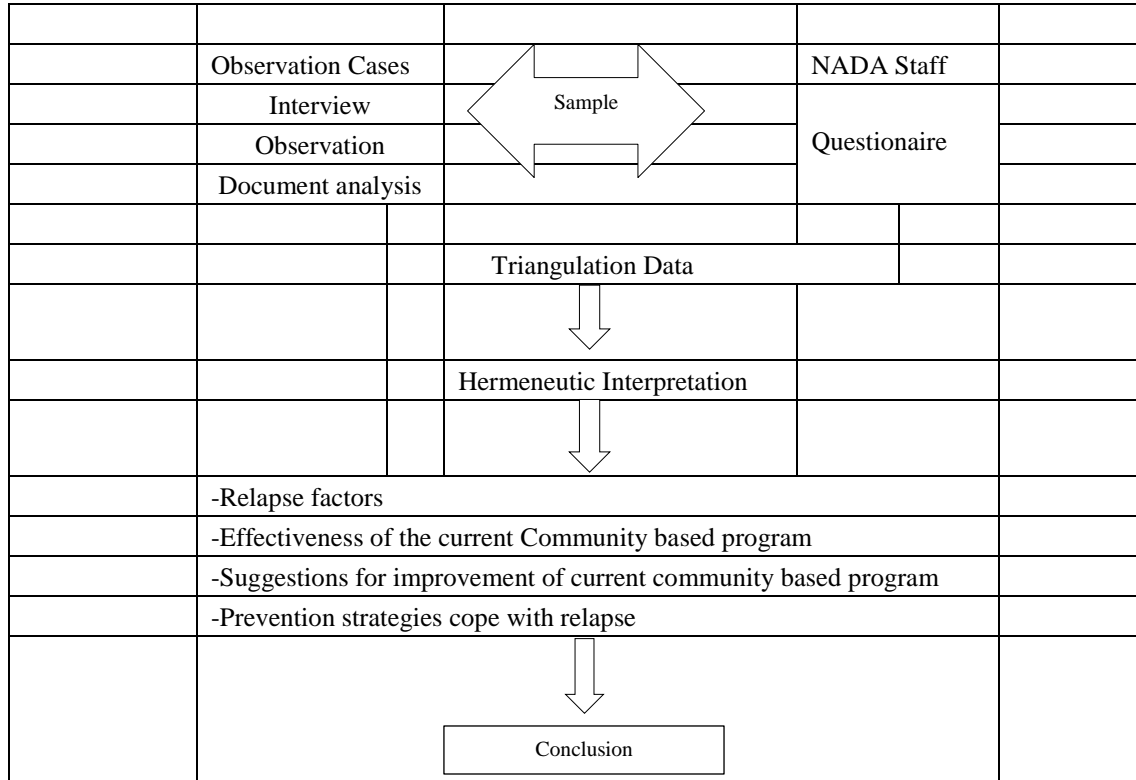 Observation Cases
NADA Staff
Interview
Sample
Observation
Questionaire
Document analysis
Triangulation Data
Hermeneutic Interpretation
-Relapse factors
-Effectiveness of the current Community based program
-Suggestions for improvement of current community based program
-Prevention strategies cope with relapse
Conclusion